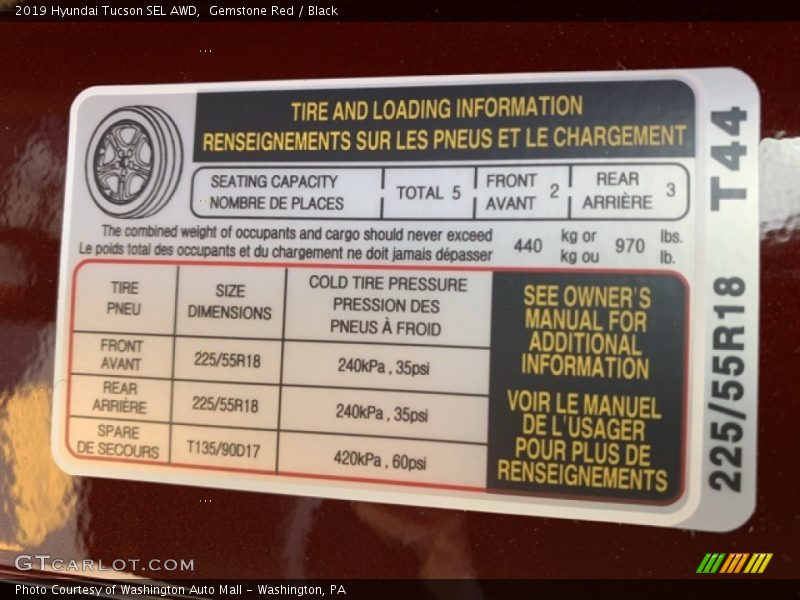 2019 Hyundai Tucson SEL AWD,  Gemstone Red / Black
TIRE AND LOADING INFORMATION
RENSEIGNEMENTS SUR LES PNEUS ET LE CHARGEMENT
SEATING CAPACITY
NOMBRE DE PLACES
TOTAL 5
FRONT
AVANT
2
REAR
ARRIÈRE
3
The combined weight of occupants and cargo should never exceed
Le poids total des occupants et du chargement ne doit jamais dépasser
440
kg or
kg ou
970
lbs.
lb.
TIRE
PNEU
SIZE
DIMENSIONS
COLD TIRE PRESSURE
PRESSION DES
PNEUS À FROID
FRONT
AVANT
225/55R18
240kPa , 35psi
REAR
ARRIÈRE
225/55R18
240kPa , 35psi
SPARE
DE SECOURS
T135/90D17
420kPa , 60psi
SEE OWNER'S
MANUAL FOR
ADDITIONAL
INFORMATION
VOIR LE MANUEL
DE L'USAGER
POUR PLUS DE
RENSEIGNEMENTS
225/55R18 T44
GTCARLOT.COM
Photo Courtesy of Washington Auto Mall - Washington, PA